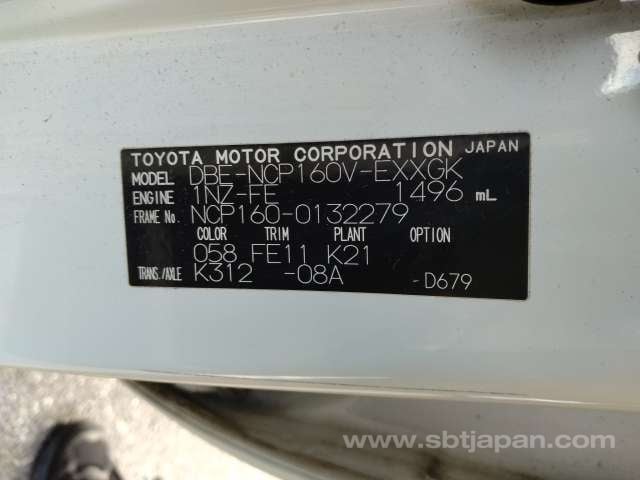 TOYOTA MOTOR CORPORATION JAPAN
MODEL DBE-NCP160V-EXXGK
ENGINE 1NZ-FE 1496 mL
FRAME No. NCP160-0132279
COLOR TRIM PLANT OPTION
058 FE11 K21
TRANS./AXLE K312 -08A -D679
www.sbtjapan.com